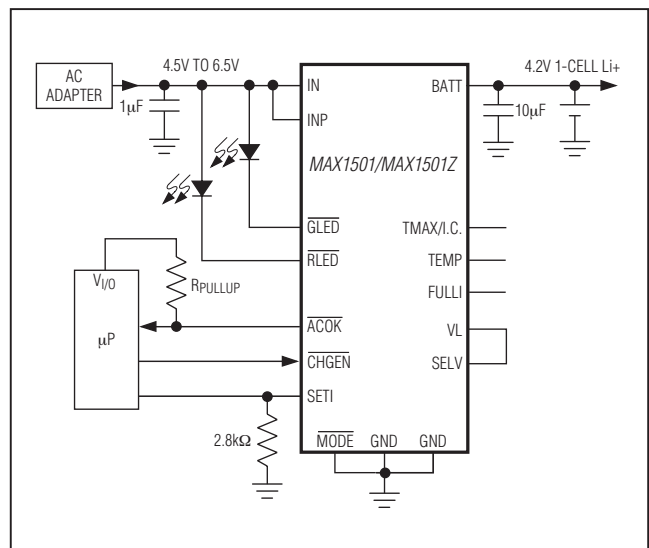 AC
ADAPTER
4.5V TO 6.5V
1μF
IN
INP
BATT
4.2V 1-CELL Li+
10μF
MAX1501/MAX1501Z
GLED
RLED
TMAX/I.C.
TEMP
FULLI
VL
SELV
VI/O
RPULLUP
μP
ACOK
CHGEN
SETI
2.8kΩ
MODE
GND
GND